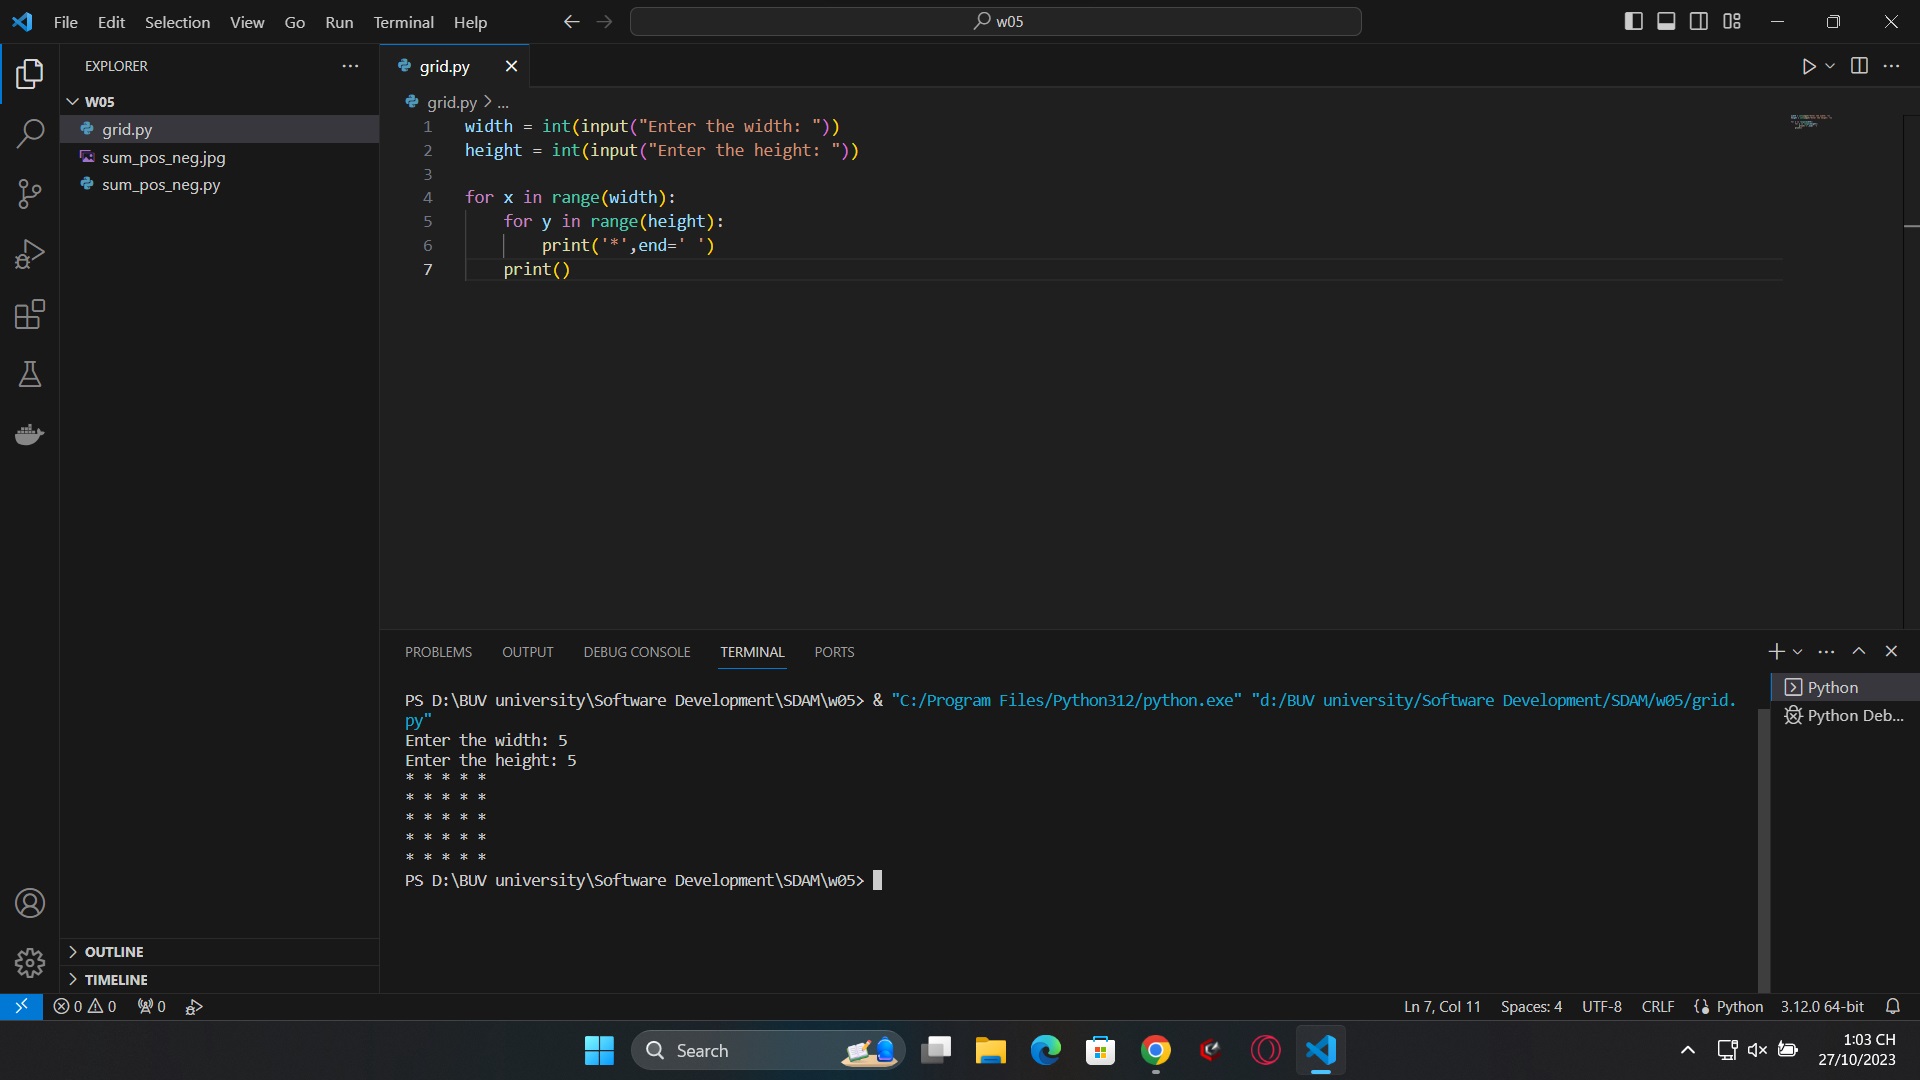 File Edit Selection View Go Run Terminal Help
w05
EXPLORER
W05
grid.py
sum_pos_neg.jpg
sum_pos_neg.py
OUTLINE
TIMELINE
grid.py
grid.py > ...
1 width = int(input("Enter the width: "))
2 height = int(input("Enter the height: "))
3
4 for x in range(width):
5 for y in range(height):
6 print('*',end=' ')
7 print()
PROBLEMS OUTPUT DEBUG CONSOLE TERMINAL PORTS
PS D:\BUV university\Software Development\SDAM\w05> & "C:/Program Files/Python312/python.exe" "d:/BUV university/Software Development/SDAM/w05/grid.
py"
Enter the width: 5
Enter the height: 5
* * * * *
* * * * *
* * * * *
* * * * *
* * * * *
PS D:\BUV university\Software Development\SDAM\w05>
Python
Python Deb...
0 0 0
Ln 7, Col 11 Spaces: 4 UTF-8 CRLF Python 3.12.0 64-bit
Search
1:03 CH
27/10/2023